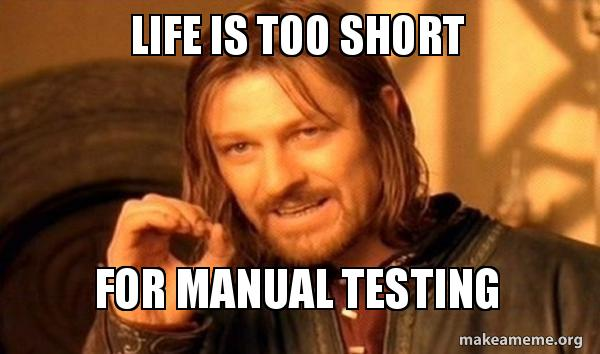 LIFE IS TOO SHORT
FOR MANUAL TESTING
makeameme.org